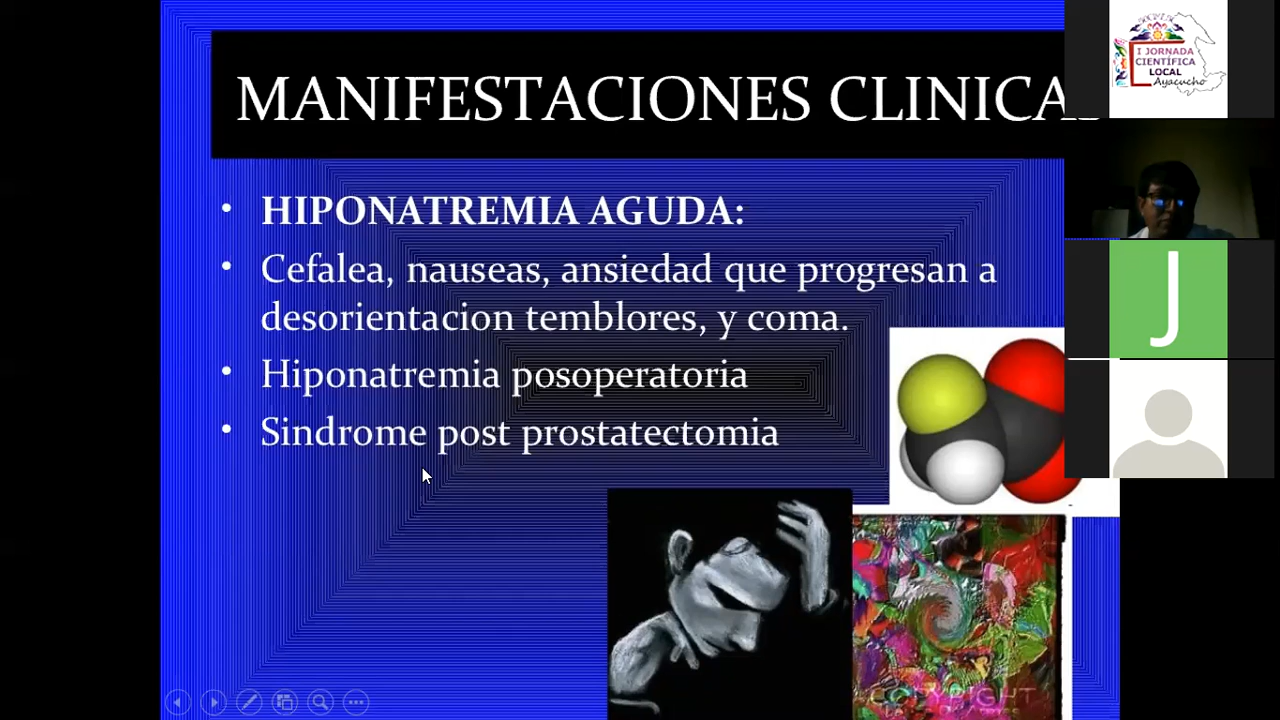 MANIFESTACIONES CLINICA
• HIPONATREMIA AGUDA:
• Cefalea, nauseas, ansiedad que progresan a
desorientacion temblores, y coma.
• Hiponatremia posoperatoria
• Sindrome post prostatectomia
I JORNADA
CIENTÍFICA
LOCAL
Ayacucho
J
COPYRIGHT